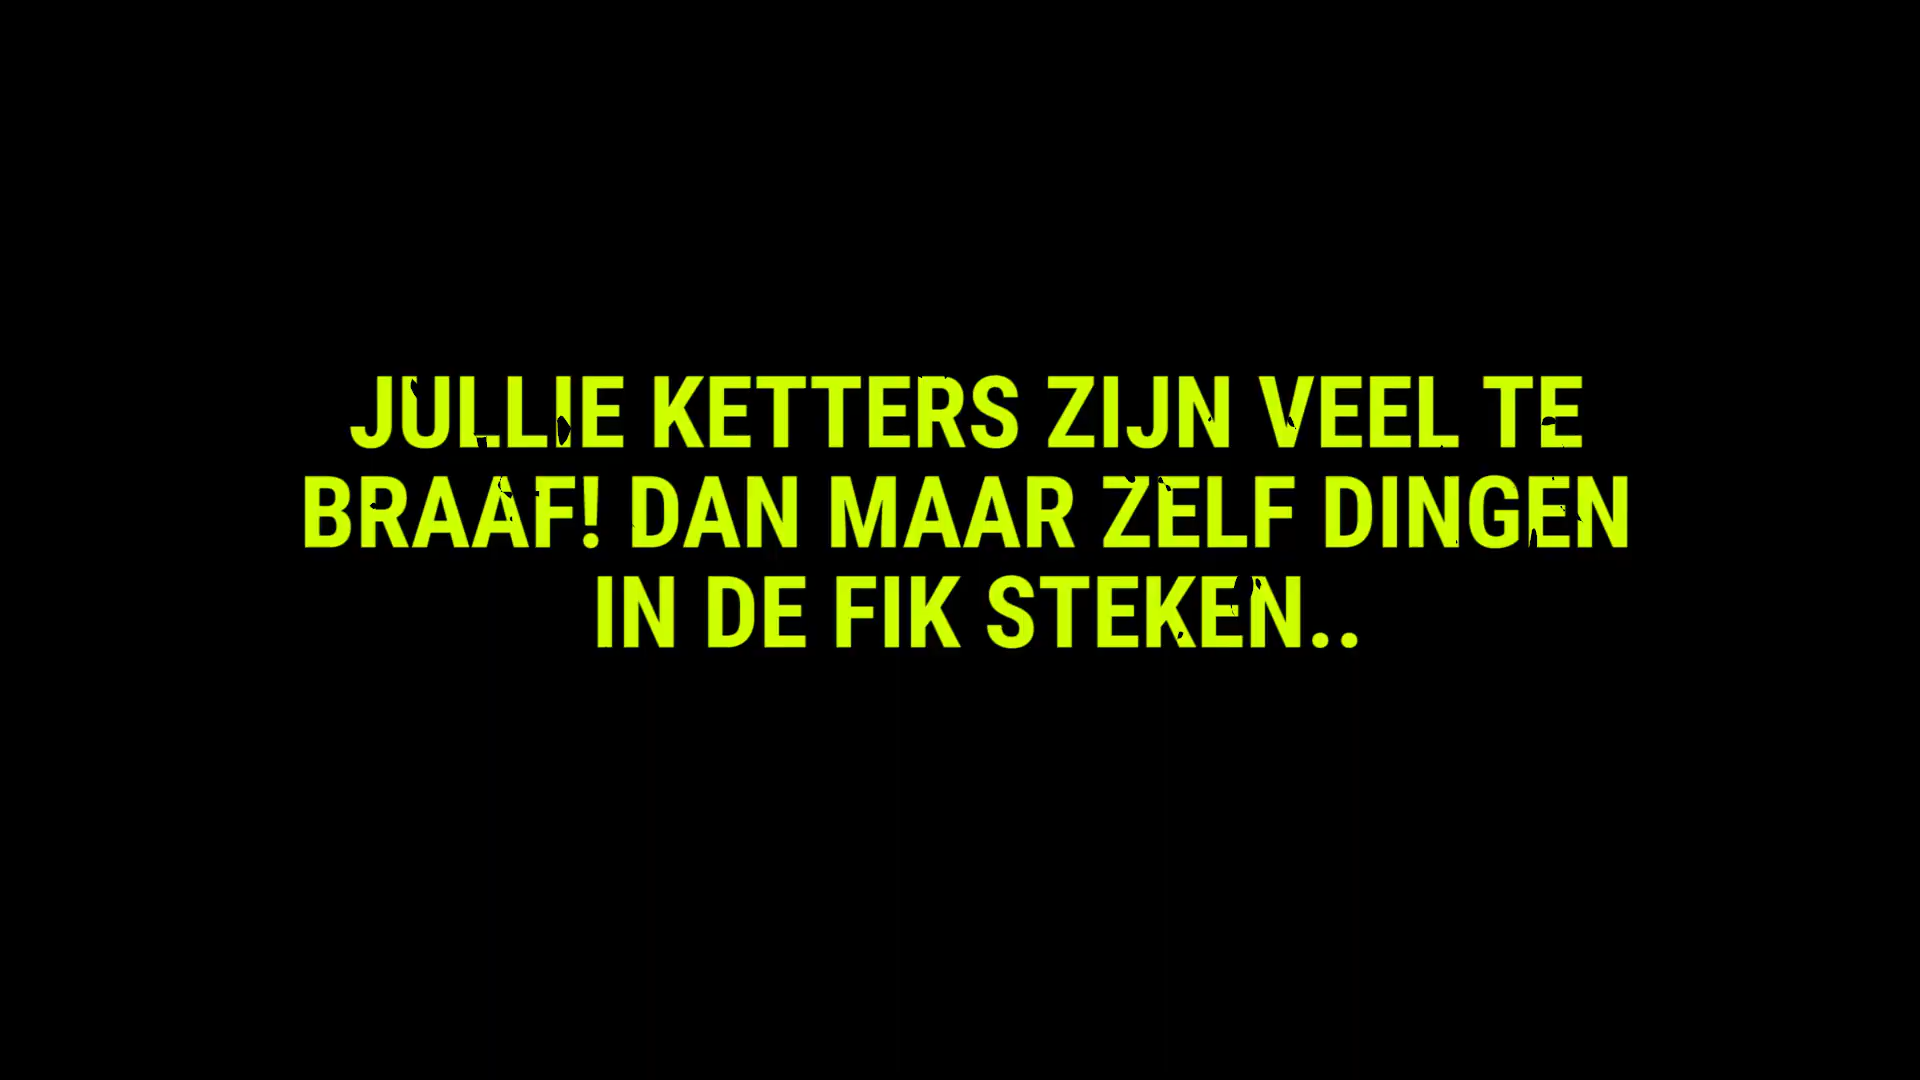 JULLIE KETTERS ZIJN VEEL TE
BRAAF! DAN MAAR ZELF DINGEN
IN DE FIK STEKEN..